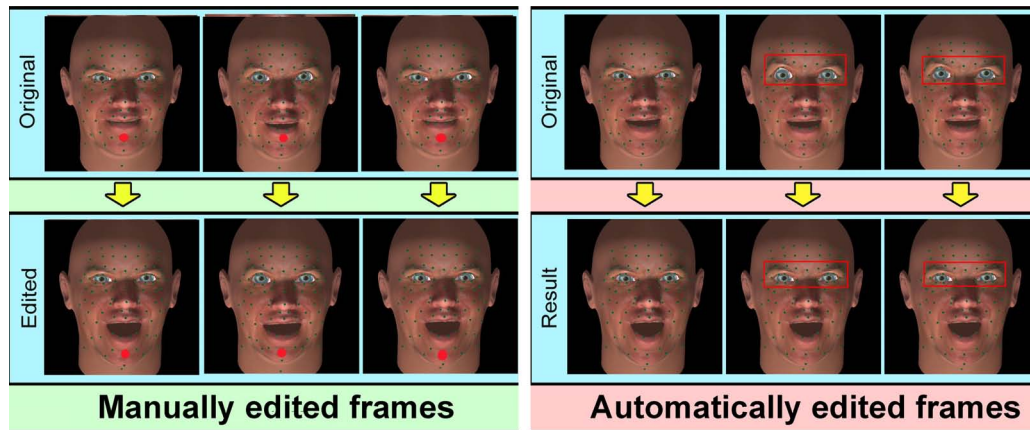 Original
Edited
Manually edited frames
Original
Result
Automatically edited frames